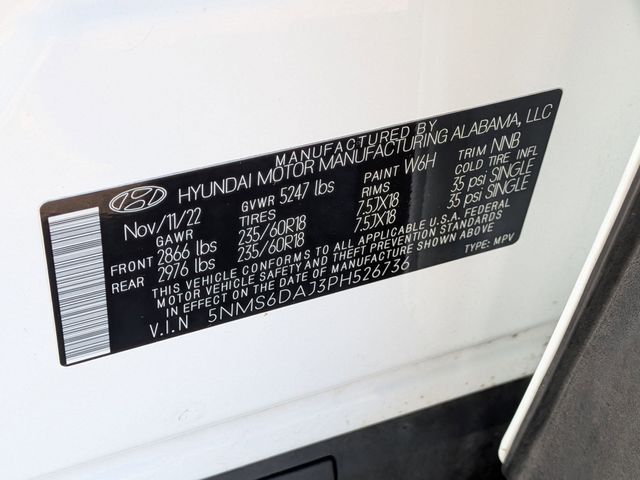 MANUFACTURED BY
HYUNDAI MOTOR MANUFACTURING ALABAMA, LLC
Nov/11/22 GVWR 5247 lbs PAINT W6H TRIM NNB
GAWR TIRES RIMS COLD TIRE INFL
FRONT 2866 lbs 235/60R18 7.5JX18 35 psi SINGLE
REAR 2976 lbs 235/60R18 7.5JX18 35 psi SINGLE
THIS VEHICLE CONFORMS TO ALL APPLICABLE U.S.A. FEDERAL
MOTOR VEHICLE SAFETY AND THEFT PREVENTION STANDARDS
IN EFFECT ON THE DATE OF MANUFACTURE SHOWN ABOVE
V.I.N 5NMS6DAJ3PH526736 TYPE: MPV